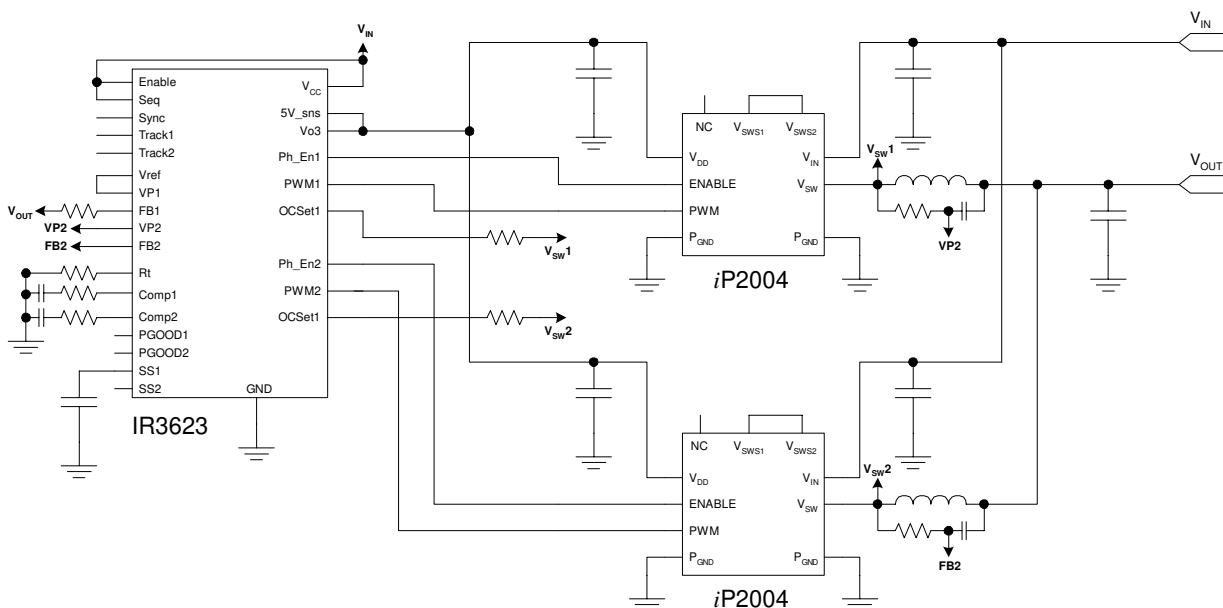 V_IN
Enable
Seq
Sync
Track1
Track2
Vref
VP1
FB1
VP2
FB2
Rt
Comp1
Comp2
PGOOD1
PGOOD2
SS1
SS2
V_CC
5V_sns
Vo3
Ph_En1
PWM1
OCSet1
Ph_En2
PWM2
OCSet1
GND
IR3623
V_OUT
VP2
FB2
V_SW1
V_SW2
NC
V_SWS1
V_SWS2
V_DD
ENABLE
PWM
P_GND
V_IN
V_SW
P_GND
iP2004
V_SW1
VP2
V_IN
V_OUT
NC
V_SWS1
V_SWS2
V_DD
ENABLE
PWM
P_GND
V_IN
V_SW
P_GND
iP2004
V_SW2
FB2